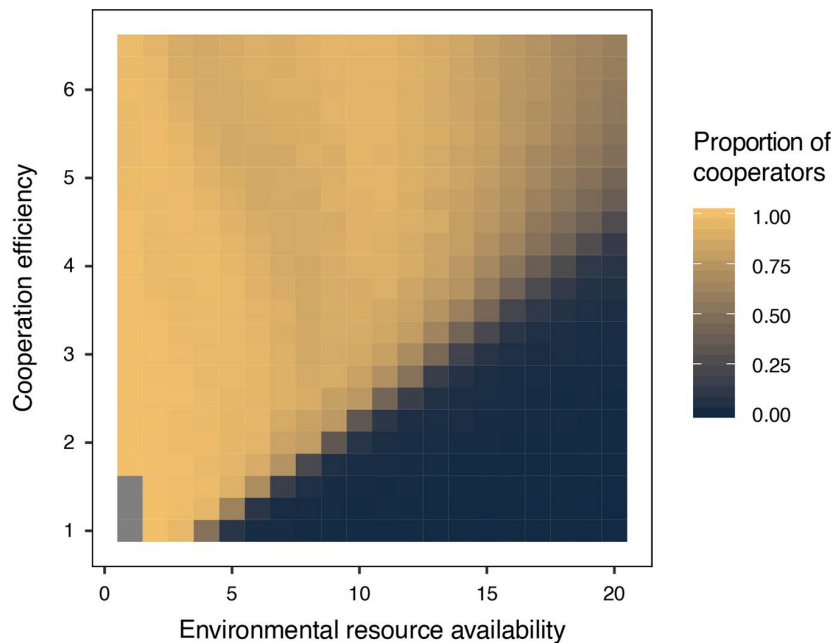 6
5
4
3
2
1
Cooperation efficiency
0 5 10 15 20
Environmental resource availability
Proportion of
cooperators
1.00
0.75
0.50
0.25
0.00